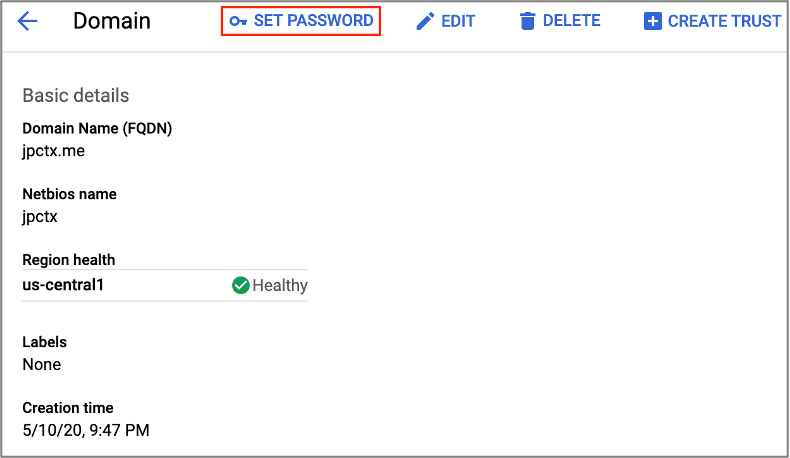 Domain SET PASSWORD EDIT DELETE CREATE TRUST
Basic details
Domain Name (FQDN)
jpctx.me
Netbios name
jpctx
Region health
us-central1 Healthy
Labels
None
Creation time
5/10/20, 9:47 PM